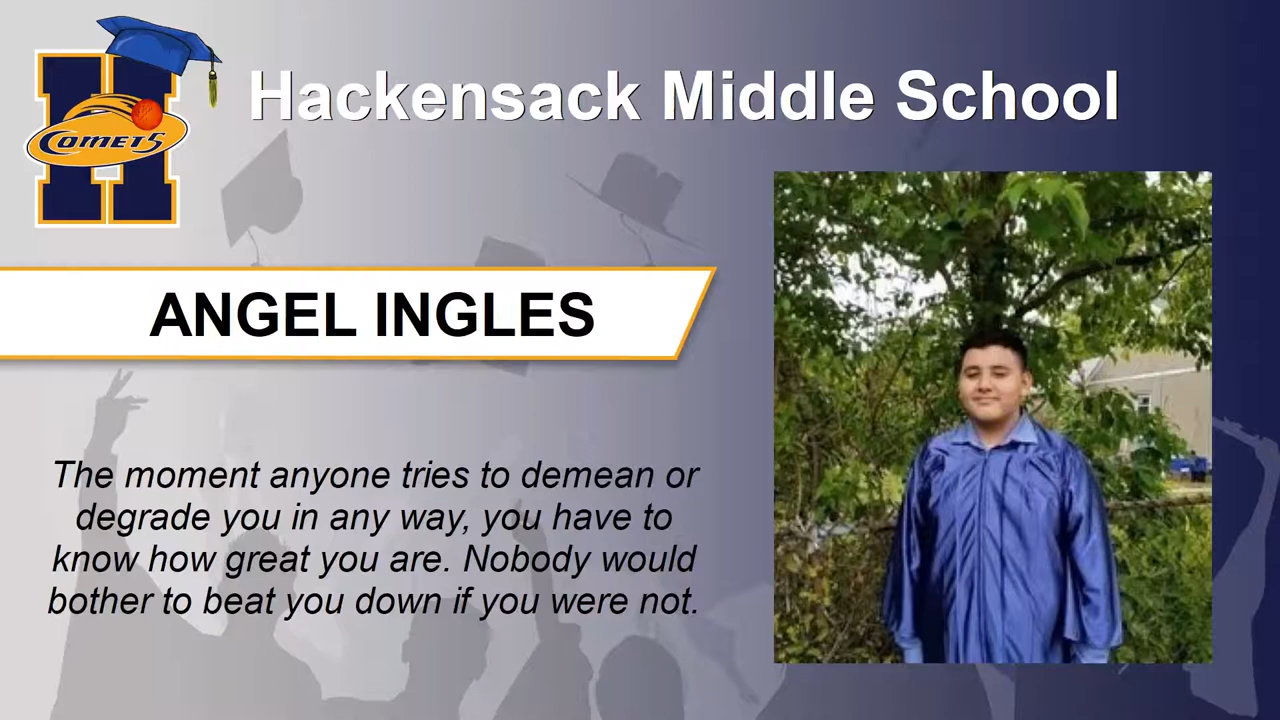 COMETS
Hackensack Middle School
ANGEL INGLES
The moment anyone tries to demean or
degrade you in any way, you have to
know how great you are. Nobody would
bother to beat you down if you were not.